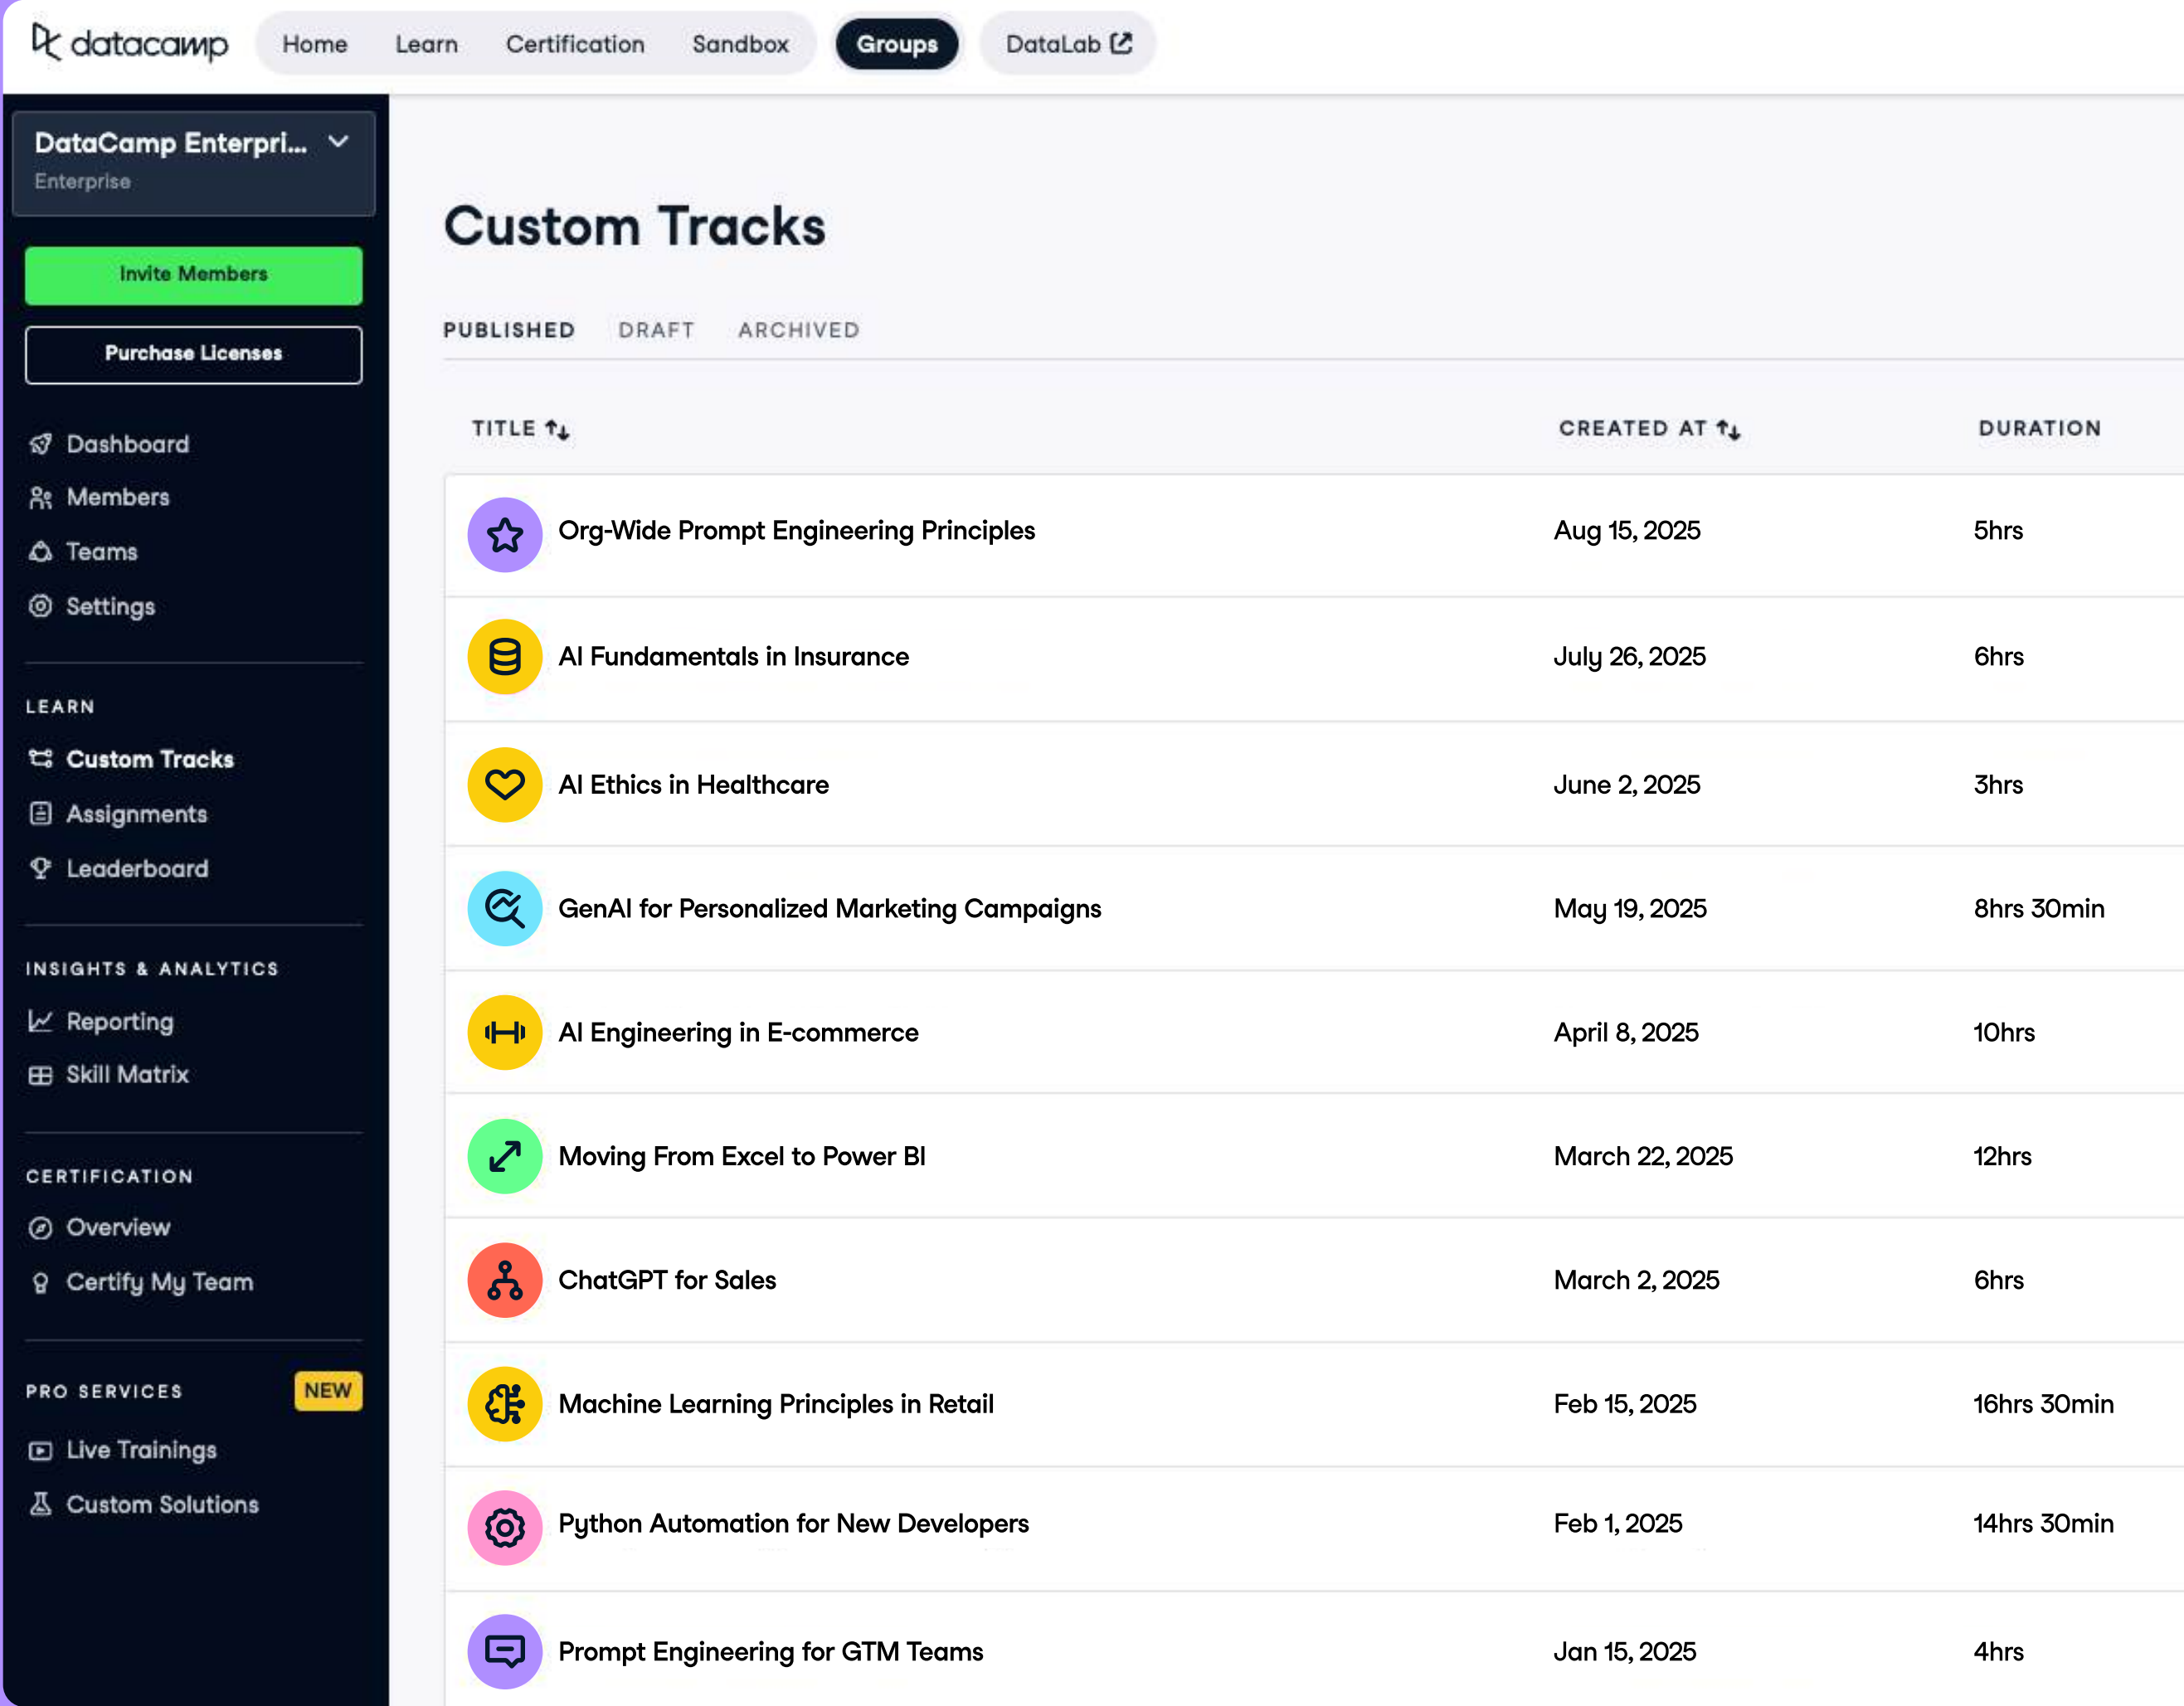 datacamp Home Learn Certification Sandbox Groups DataLab
DataCamp Enterpri...
Enterprise
Invite Members
Purchase Licenses
Dashboard
Members
Teams
Settings
LEARN
Custom Tracks
Assignments
Leaderboard
INSIGHTS & ANALYTICS
Reporting
Skill Matrix
CERTIFICATION
Overview
Certify My Team
PRO SERVICES NEW
Live Trainings
Custom Solutions
Custom Tracks
PUBLISHED DRAFT ARCHIVED
TITLE CREATED AT DURATION
Org-Wide Prompt Engineering Principles Aug 15, 2025 5hrs
AI Fundamentals in Insurance July 26, 2025 6hrs
AI Ethics in Healthcare June 2, 2025 3hrs
GenAI for Personalized Marketing Campaigns May 19, 2025 8hrs 30min
AI Engineering in E-commerce April 8, 2025 10hrs
Moving From Excel to Power BI March 22, 2025 12hrs
ChatGPT for Sales March 2, 2025 6hrs
Machine Learning Principles in Retail Feb 15, 2025 16hrs 30min
Python Automation for New Developers Feb 1, 2025 14hrs 30min
Prompt Engineering for GTM Teams Jan 15, 2025 4hrs